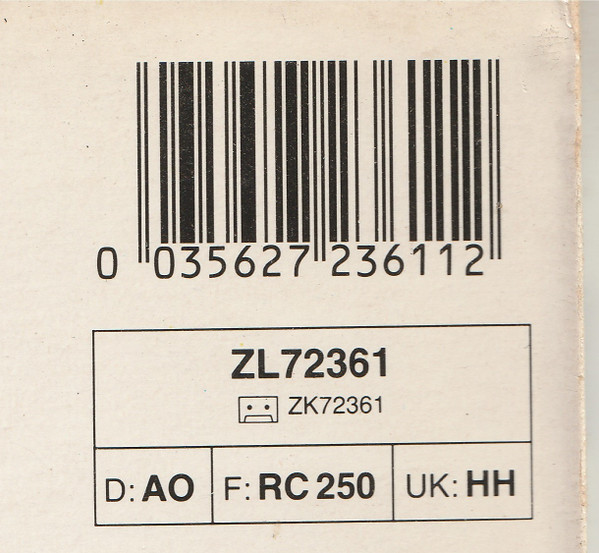 0 035627 236112
ZL72361
ZK72361
D: AO F: RC 250 UK: HH